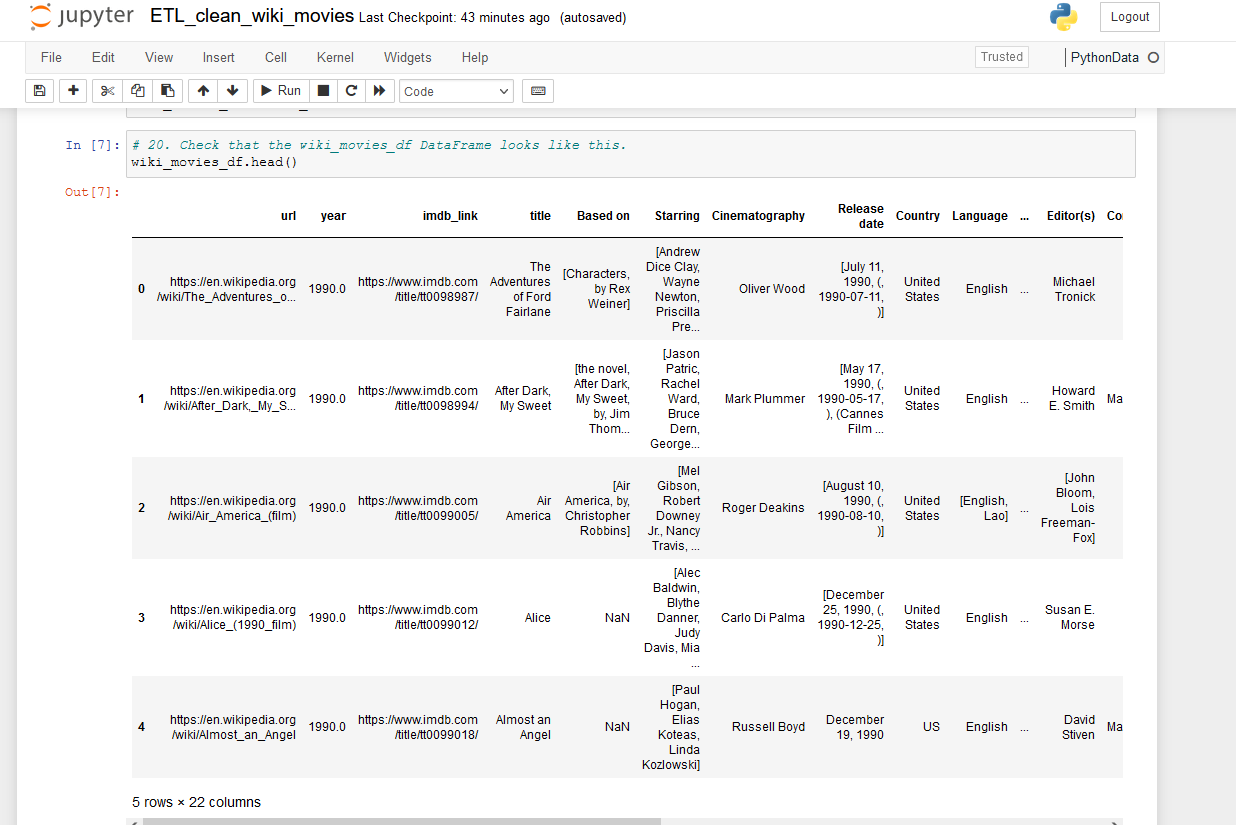 jupyter ETL_clean_wiki_movies Last Checkpoint: 43 minutes ago (autosaved) Logout
File Edit View Insert Cell Kernel Widgets Help Trusted PythonData
Run Code
In [7]: # 20. Check that the wiki_movies_df DataFrame looks like this.
wiki_movies_df.head()
Out[7]:
url year imdb_link title Based on Starring Cinematography Release date Country Language ... Editor(s)
0 https://en.wikipedia.org/wiki/The_Adventures_o... 1990.0 https://www.imdb.com/title/tt0098987/ The Adventures of Ford Fairlane [Characters, by Rex Weiner] [Andrew Dice Clay, Wayne Newton, Priscilla Pre... Oliver Wood [July 11, 1990, (, 1990-07-11, )] United States English ... Michael Tronick
1 https://en.wikipedia.org/wiki/After_Dark,_My_S... 1990.0 https://www.imdb.com/title/tt0098994/ After Dark, My Sweet [the novel, After Dark, My Sweet, by, Jim Thom... [Jason Patric, Rachel Ward, Bruce Dern, George... Mark Plummer [May 17, 1990, (, 1990-05-17, ), (Cannes Film ... United States English ... Howard E. Smith Ma
2 https://en.wikipedia.org/wiki/Air_America_(film) 1990.0 https://www.imdb.com/title/tt0099005/ Air America [Air America, by, Christopher Robbins] [Mel Gibson, Robert Downey Jr., Nancy Travis, ... Roger Deakins [August 10, 1990, (, 1990-08-10, )] United States [English, Lao] ... [John Bloom, Lois Freeman-Fox]
3 https://en.wikipedia.org/wiki/Alice_(1990_film) 1990.0 https://www.imdb.com/title/tt0099012/ Alice NaN [Alec Baldwin, Blythe Danner, Judy Davis, Mia ... Carlo Di Palma [December 25, 1990, (, 1990-12-25, )] United States English ... Susan E. Morse
4 https://en.wikipedia.org/wiki/Almost_an_Angel 1990.0 https://www.imdb.com/title/tt0099018/ Almost an Angel NaN [Paul Hogan, Elias Koteas, Linda Kozlowski] Russell Boyd December 19, 1990 US English ... David Stiven Ma
5 rows × 22 columns